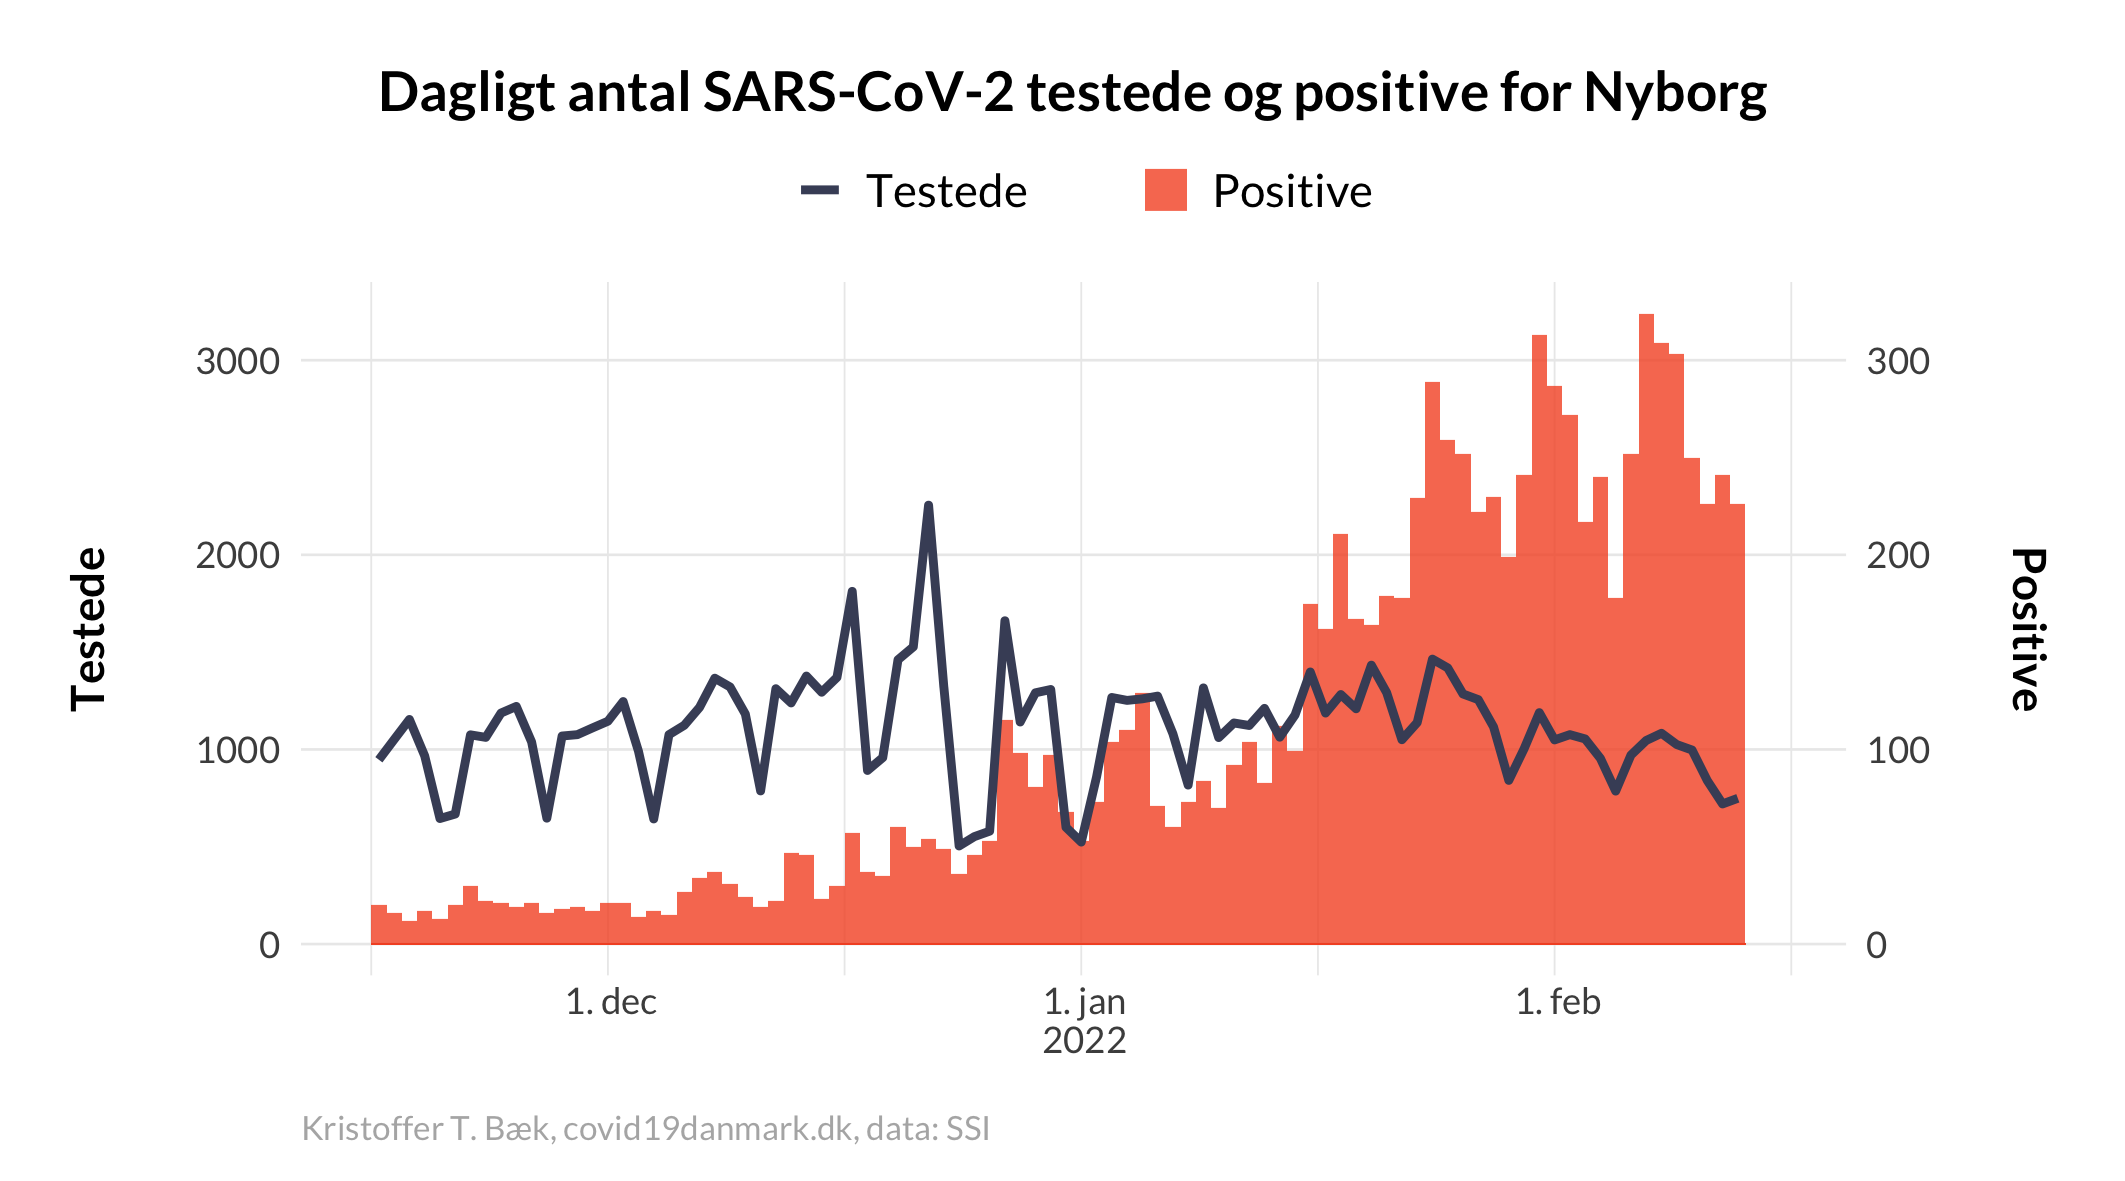 Dagligt antal SARS-CoV-2 testede og positive for Nyborg
Testede
Positive
3000
2000
1000
0
300
200
100
0
Testede
Positive
1. dec
1. jan
2022
1. feb
Kristoffer T. Bæk, covid19danmark.dk, data: SSI